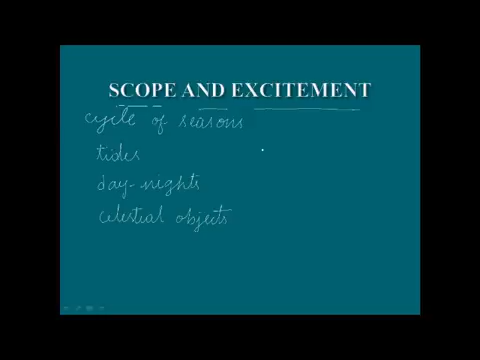 SCOPE AND EXCITEMENT
cycle of seasons
tides
day-nights
celestial objects